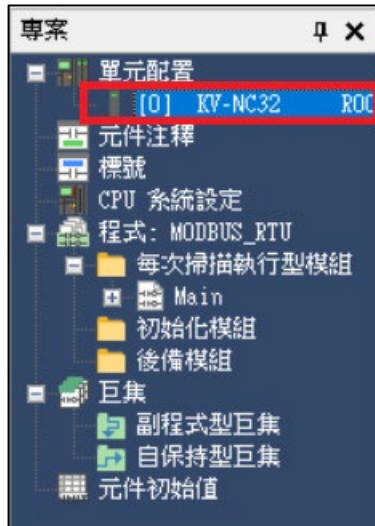 專案
單元配置
[0] KV-NC32 R00
元件注釋
標號
CPU 系統設定
程式: MODBUS_RTU
每次掃描執行型模組
Main
初始化模組
後備模組
巨集
副程式型巨集
自保持型巨集
元件初始值